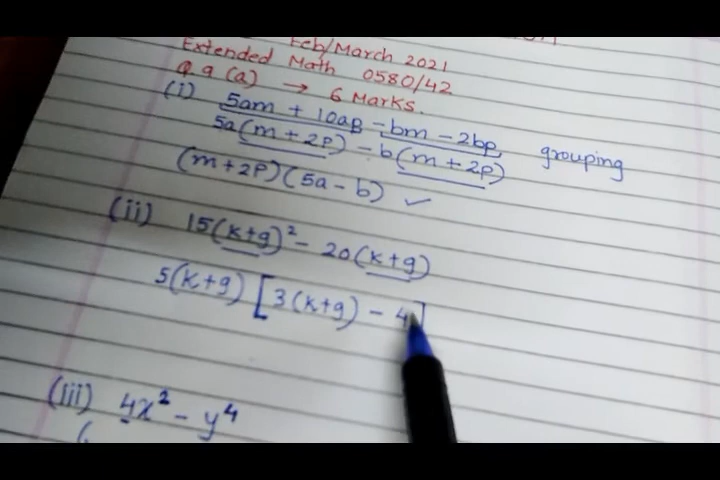 Feb/March 2021
Extended Math 0580/42
Q 9 (a) → 6 Marks.
(i) 5am + 10ap - bm - 2bp, grouping
5a(m + 2p) - b(m + 2p)
(m+2p)(5a - b) ✓
(ii) 15(k+g)² - 20(k+g)
5(k+g) [3(k+g) - 4]
(iii) 4x² - y⁴
(